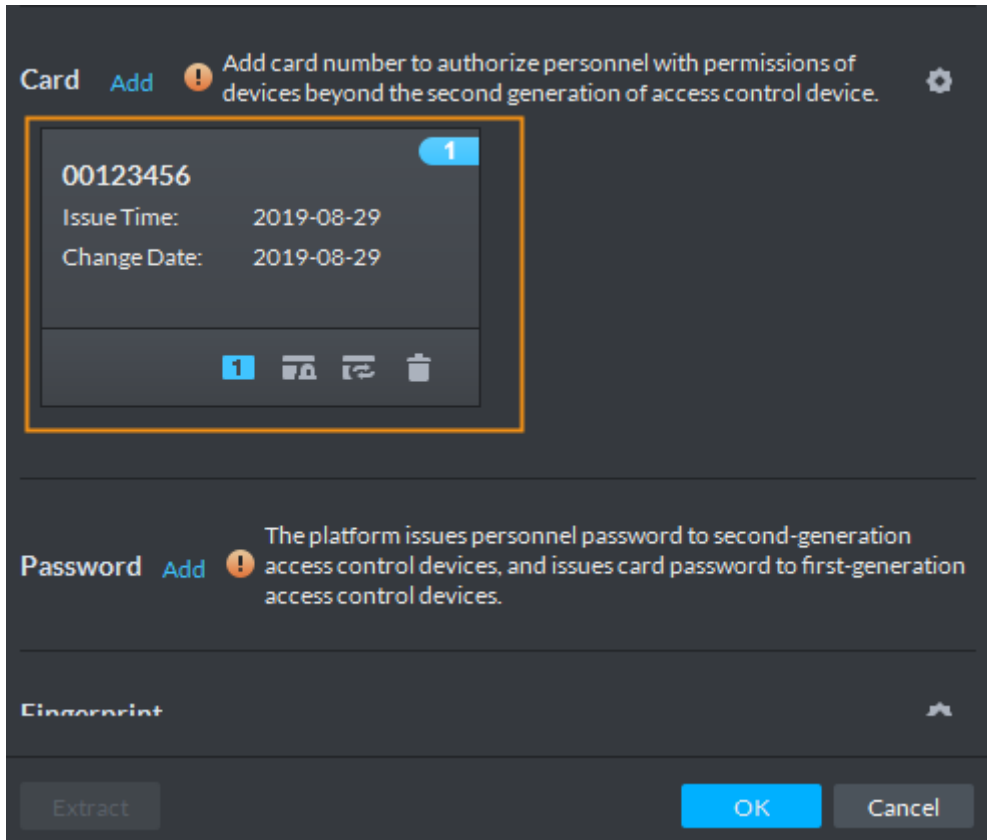 Card Add Add card number to authorize personnel with permissions of
devices beyond the second generation of access control device.
1
00123456
Issue Time: 2019-08-29
Change Date: 2019-08-29
1
The platform issues personnel password to second-generation
Password Add access control devices, and issues card password to first-generation
access control devices.
Fingerprint
Extract OK Cancel